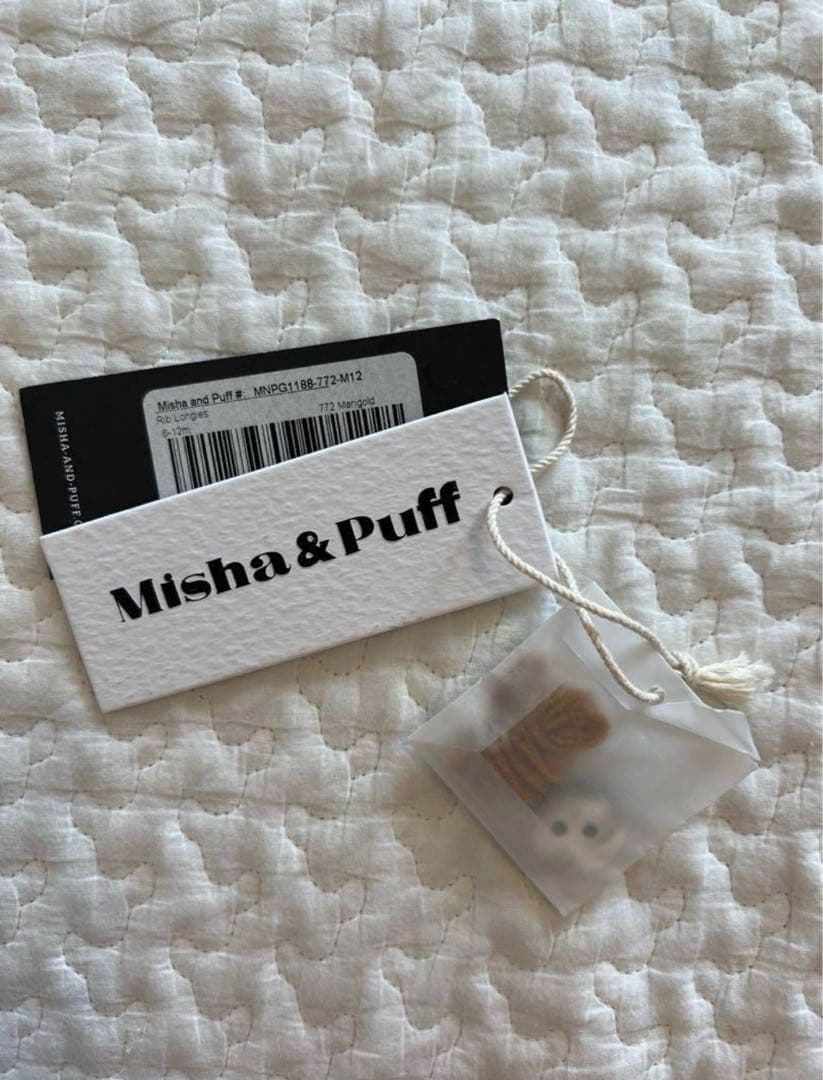 Misha and Puff #: MNPG1188-772-M12
Rib Longies
772 Marigold
6-12m
MISHA-AND-PUFF.C
Misha & Puff